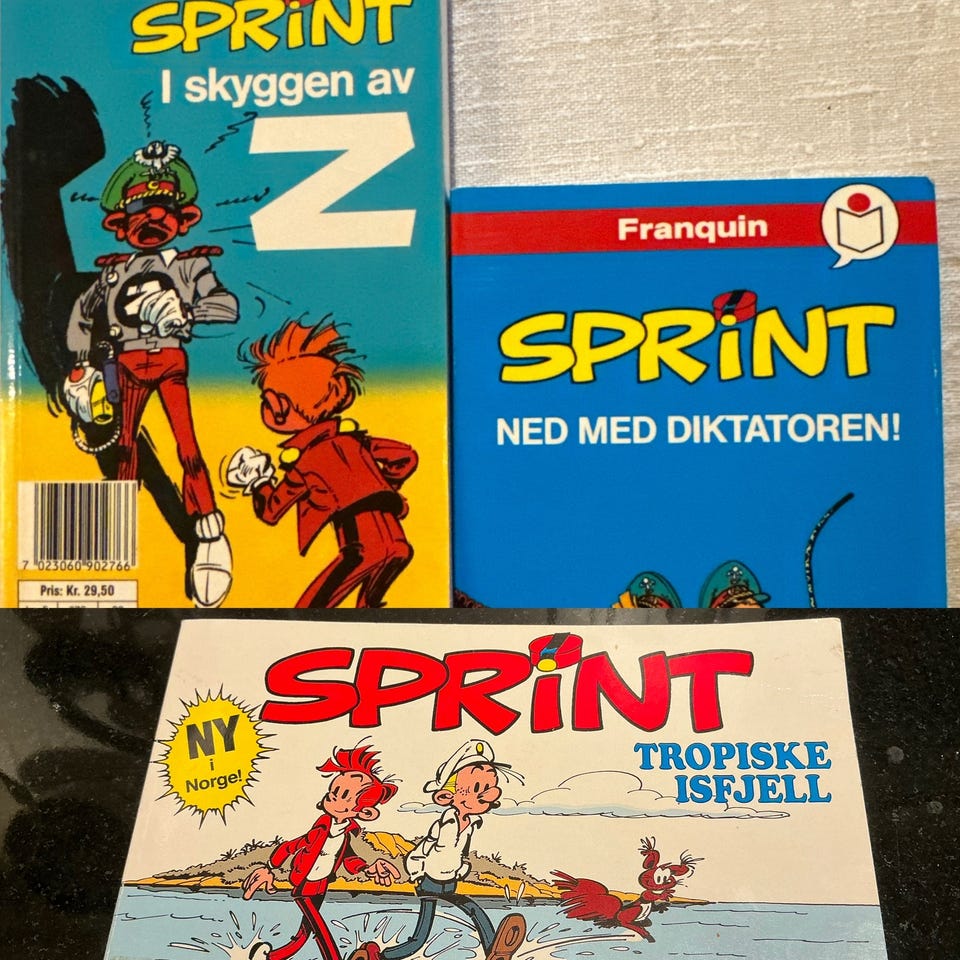 SPRiNT
I skyggen av
Z
Z
7 023060 902766
Pris: Kr. 29,50
Franquin
SPRiNT
NED MED DIKTATOREN!
SPRiNT
NY
i
Norge!
TROPISKE
ISFJELL